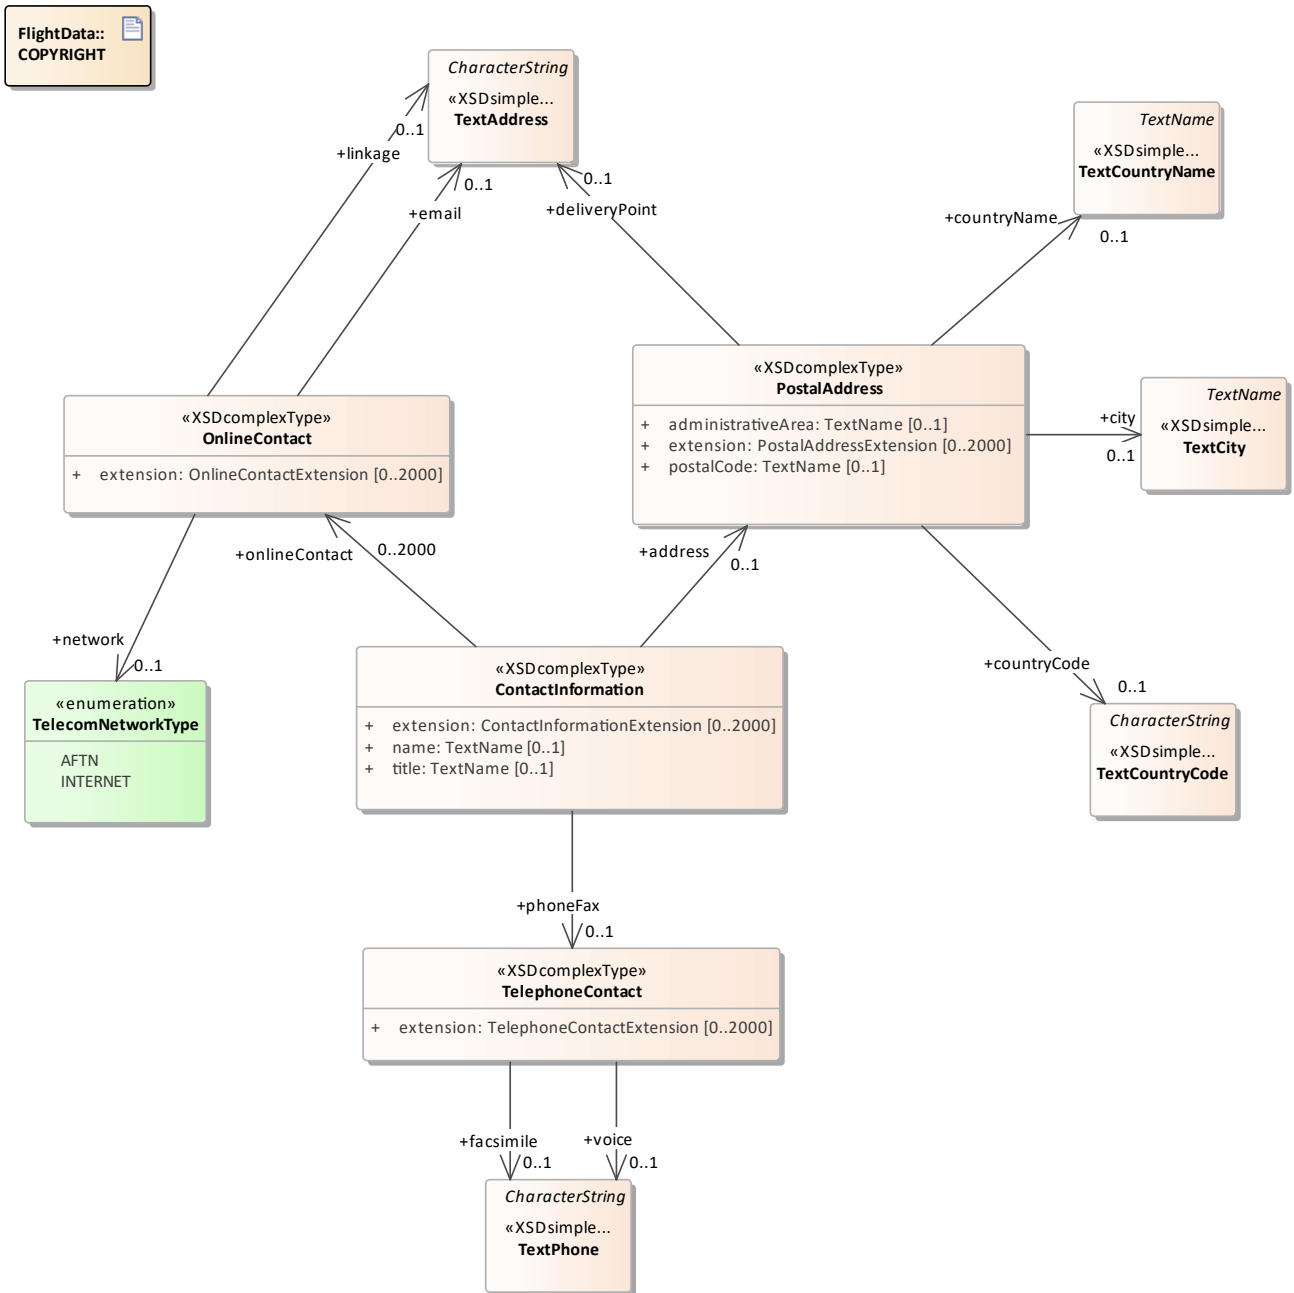 FlightData::
COPYRIGHT
CharacterString
«XSDsimple...
TextAddress
0..1
+linkage
0..1
+email
0..1
+deliveryPoint
TextName
«XSDsimple...
TextCountryName
+countryName
0..1
«XSDcomplexType»
PostalAddress
+ administrativeArea: TextName [0..1]
+ extension: PostalAddressExtension [0..2000]
+ postalCode: TextName [0..1]
TextName
«XSDsimple...
TextCity
+city
0..1
«XSDcomplexType»
OnlineContact
+ extension: OnlineContactExtension [0..2000]
+onlineContact
0..2000
+address
0..1
+network
0..1
«enumeration»
TelecomNetworkType
AFTN
INTERNET
«XSDcomplexType»
ContactInformation
+ extension: ContactInformationExtension [0..2000]
+ name: TextName [0..1]
+ title: TextName [0..1]
+countryCode
0..1
CharacterString
«XSDsimple...
TextCountryCode
+phoneFax
0..1
«XSDcomplexType»
TelephoneContact
+ extension: TelephoneContactExtension [0..2000]
+facsimile
0..1
+voice
0..1
CharacterString
«XSDsimple...
TextPhone